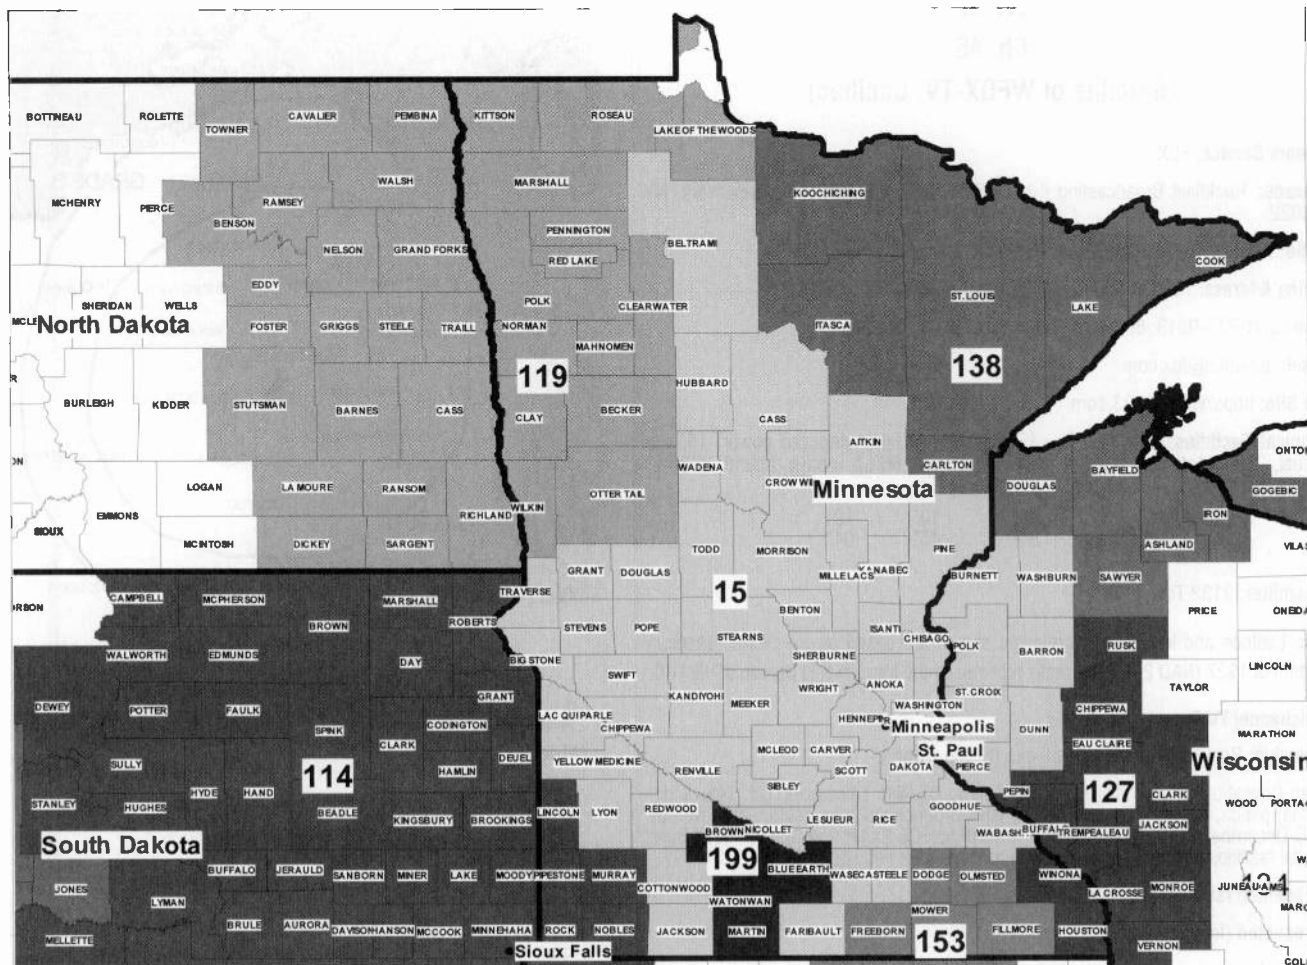 BOTTINEAU
ROLETTE
TOWNER
CAVALIER
PEMBINA
KITTSON
ROSEAU
LAKE OF THE WOODS
MCHENRY
PIERCE
RAMSEY
WALSH
MARSHALL
KOOCHICHING
BENSON
NELSON
GRAND FORKS
PENNINGTON
RED LAKE
BELTRAMI
COOK
SHERIDAN
WELLS
EDDY
POLK
CLEARWATER
ST. LOUIS
LAKE
North Dakota
FOSTER
GRIGGS
STEELE
TRAILL
NORMAN
MAHNOMEN
ITASCA
119
138
HUBBARD
BURLEIGH
KIDDER
STUTSMAN
BARNES
CASS
CLAY
BECKER
CASS
AITKIN
WADENA
CARLTON
BAYFIELD
LOGAN
LA MOURE
RANSOM
OTTER TAIL
CROW WI
Minnesota
DOUGLAS
GOGEBIC
EMMONS
RICHLAND
WILKIN
IRON
SIOUX
MCINTOSH
DICKEY
SARGENT
TODD
MORRISON
PINE
ASHLAND
VILAS
GRANT
DOUGLAS
MILLE LACS
KANABEC
BURNETT
WASHBURN
SAWYER
CAMPBELL
MCPHERSON
MARSHALL
TRAVERSE
15
BENTON
PRICE
ONEIDA
BROWN
ROBERTS
STEVENS
POPE
STEARNS
ISANTI
CHISAGO
POLK
BARRON
RUSK
WALWORTH
EDMUNDS
DAY
BIG STONE
SHERBURNE
LINCOLN
SWIFT
KANDIYOHI
WRIGHT
ANOKA
ST. CROIX
TAYLOR
DEWEY
POTTER
FAULK
GRANT
MEEKER
WASHINGTON
CHIPPEWA
SPINK
CODINGTON
LAC QUI PARLE
CHIPPEWA
HENNEPIN
Minneapolis
DUNN
MARATHON
CLARK
MCLEOD
CARVER
St. Paul
EAU CLAIRE
SULLY
HAMLIN
DEUEL
YELLOW MEDICINE
RENVILLE
SCOTT
DAKOTA
PIERCE
Wisconsin
114
HYDE
HAND
SIBLEY
PEPIN
127
CLARK
STANLEY
HUGHES
BEADLE
KINGSBURY
BROOKINGS
LINCOLN
LYON
REDWOOD
LE SUEUR
RICE
GOODHUE
WOOD
South Dakota
BROWN
NICOLLET
WABASH
BUFFALO
TREMPEALEAU
JACKSON
199
BUFFALO
JERAULD
SANBORN
MINER
LAKE
MOODY
PIPESTONE
MURRAY
BLUE EARTH
WASECA
STEELE
DODGE
OLMSTED
WINONA
JONES
COTTONWOOD
LA CROSSE
MONROE
JUNEAU
LYMAN
WATONWAN
MOWER
BRULE
AURORA
DAVISON
HANSON
MCCOOK
MINNEHAHA
ROCK
NOBLES
JACKSON
MARTIN
FARIBAULT
FREEBORN
153
FILLMORE
HOUSTON
MELLETTE
Sioux Falls
VERNON